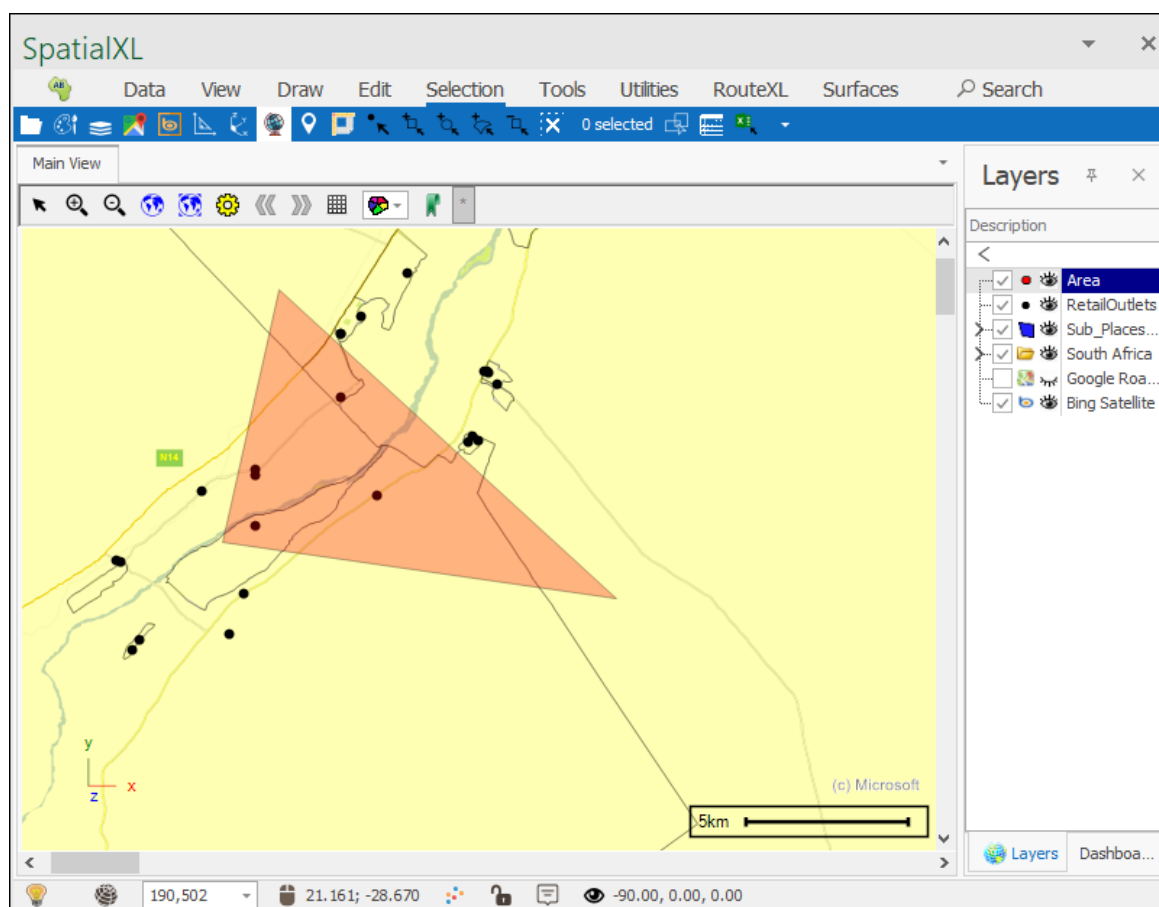 SpatialXL
AB
Data View Draw Edit Selection Tools Utilities RouteXL Surfaces Search
0 selected
Main View
Layers
Description
<
Area
RetailOutlets
Sub_Places...
South Africa
Google Roa...
Bing Satellite
*
N14
y
x
z
(c) Microsoft
5km
Layers Dashboa...
190,502 21.161; -28.670 -90.00, 0.00, 0.00